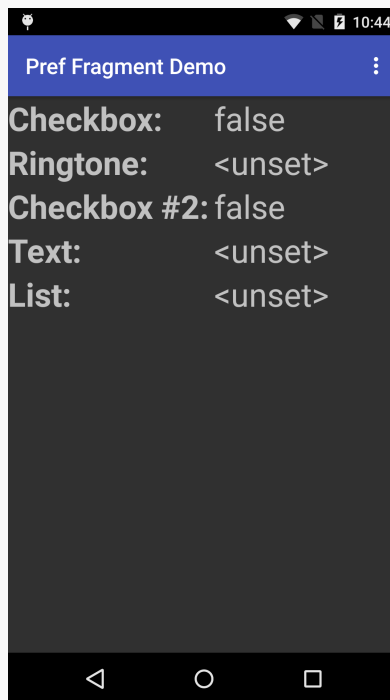 10:44
Pref Fragment Demo
Checkbox: false
Ringtone: <unset>
Checkbox #2: false
Text: <unset>
List: <unset>